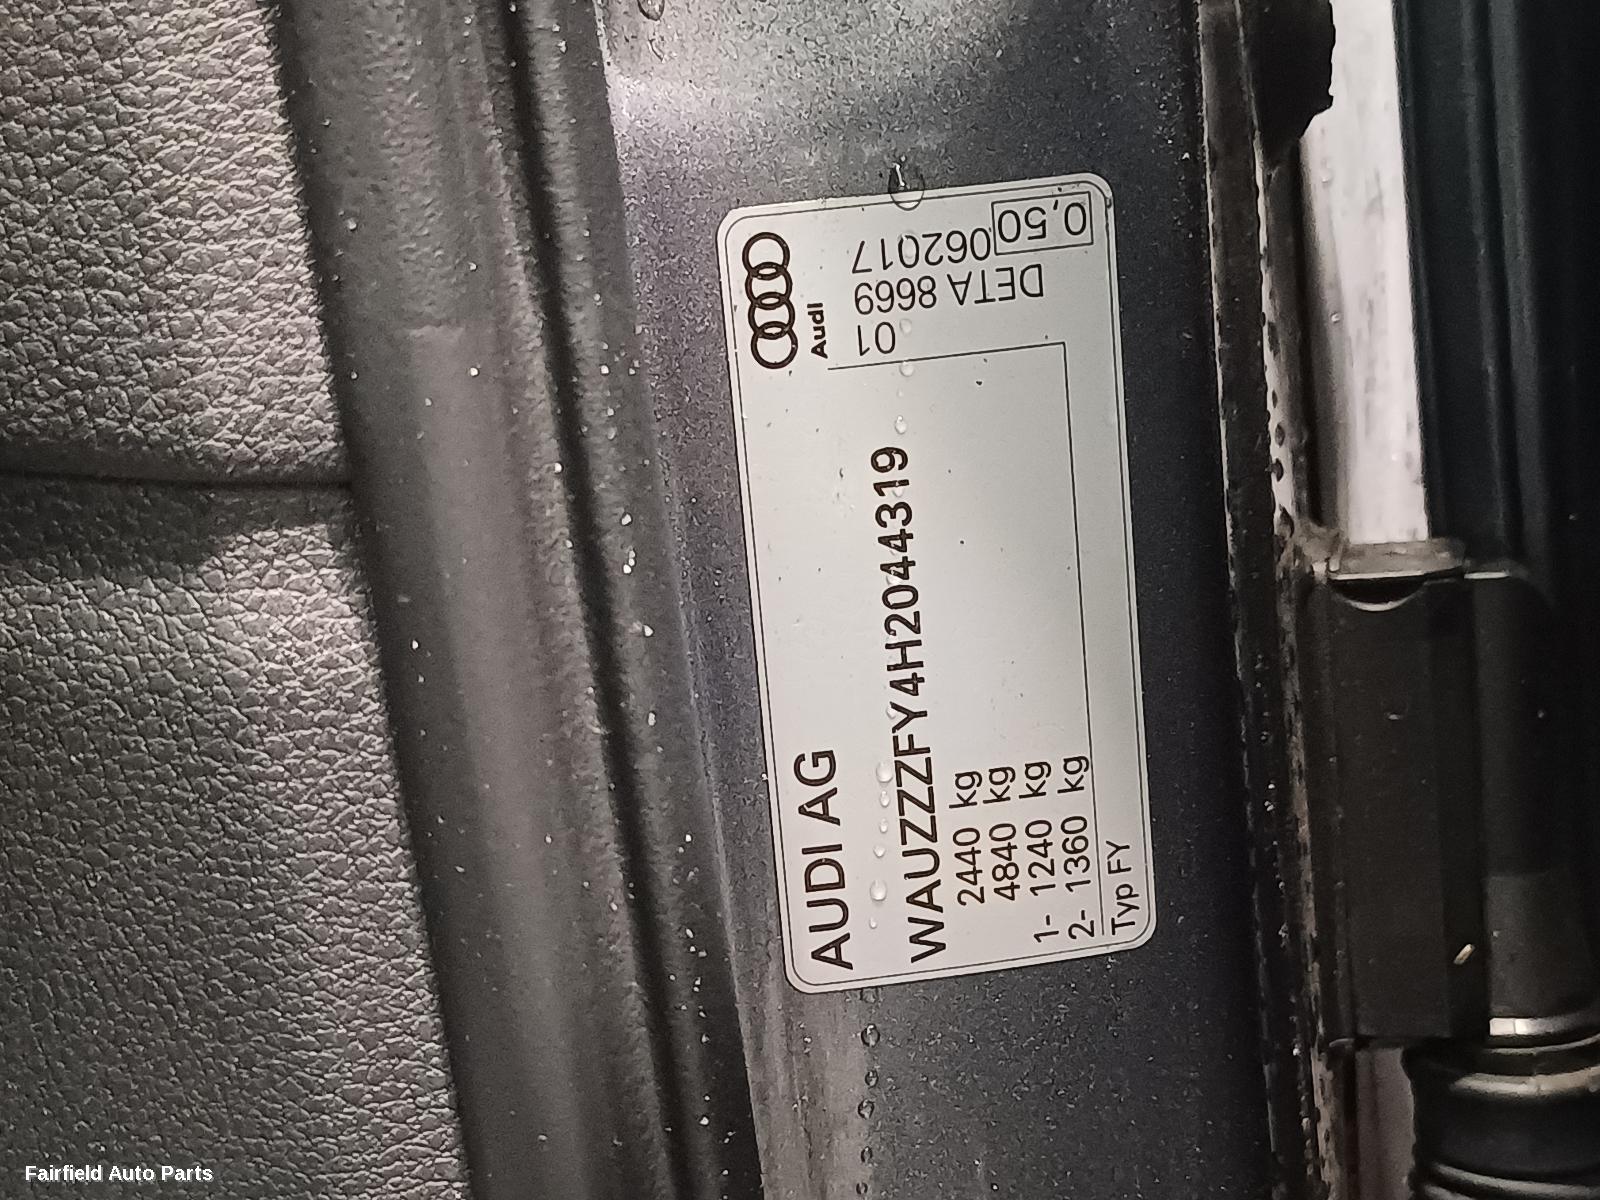 AUDI AG
WAUZZZFY4H2044319
2440 kg
4840 kg
1- 1240 kg
2- 1360 kg
Typ FY
Audi
01
DETA 8669
062017
0,50
Fairfield Auto Parts